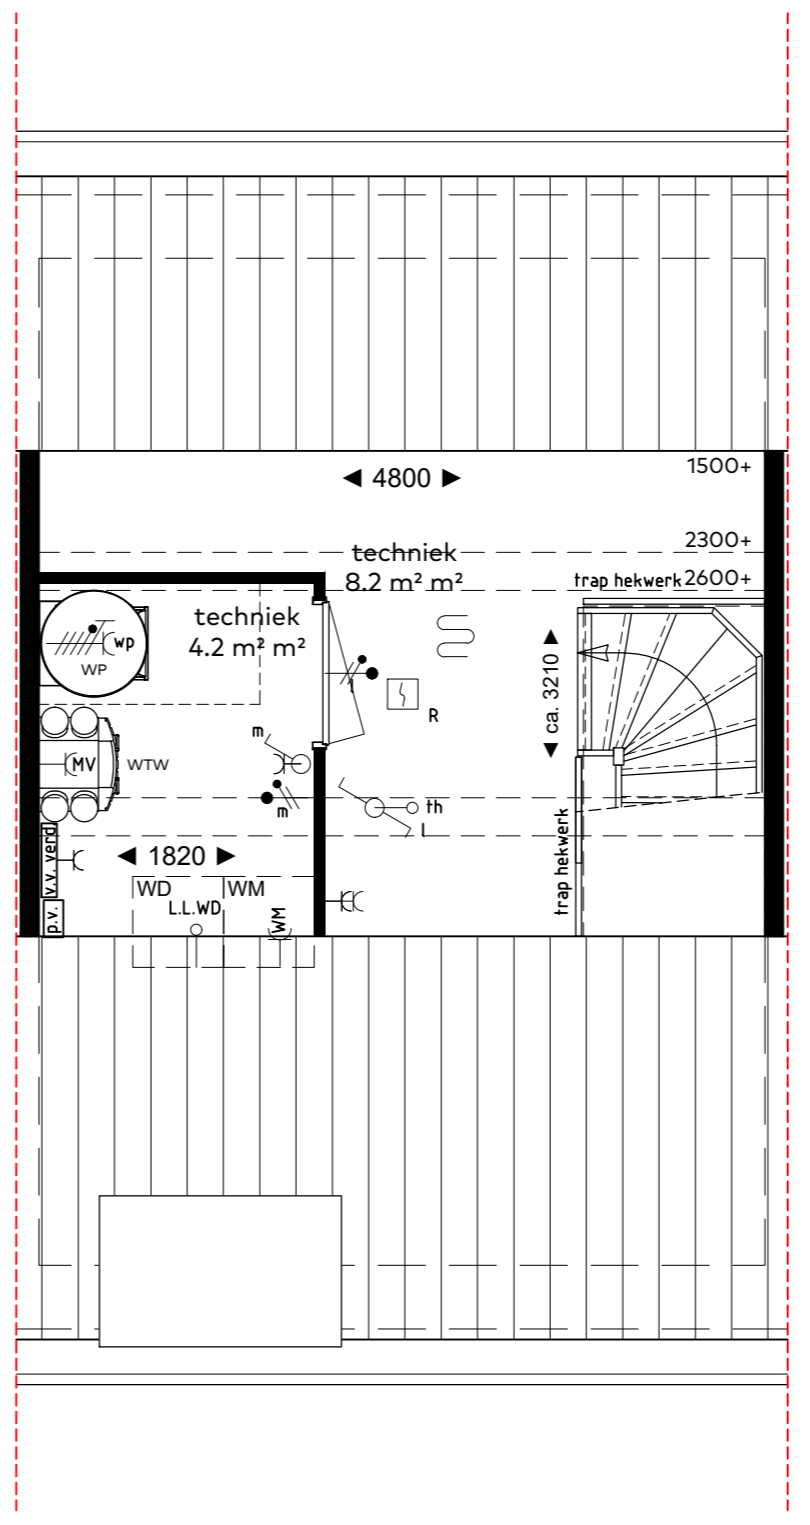 1500+
◄ 4800 ►
2300+
techniek
8.2 m² m²
trap hekwerk
2600+
techniek
4.2 m² m²
wp
WP
l
ca. 3210
R
m
MV
WTW
m
th
l
v.v. verd
◄ 1820 ►
trap hekwerk
WD
WM
L.L.WD
WM
p.v.